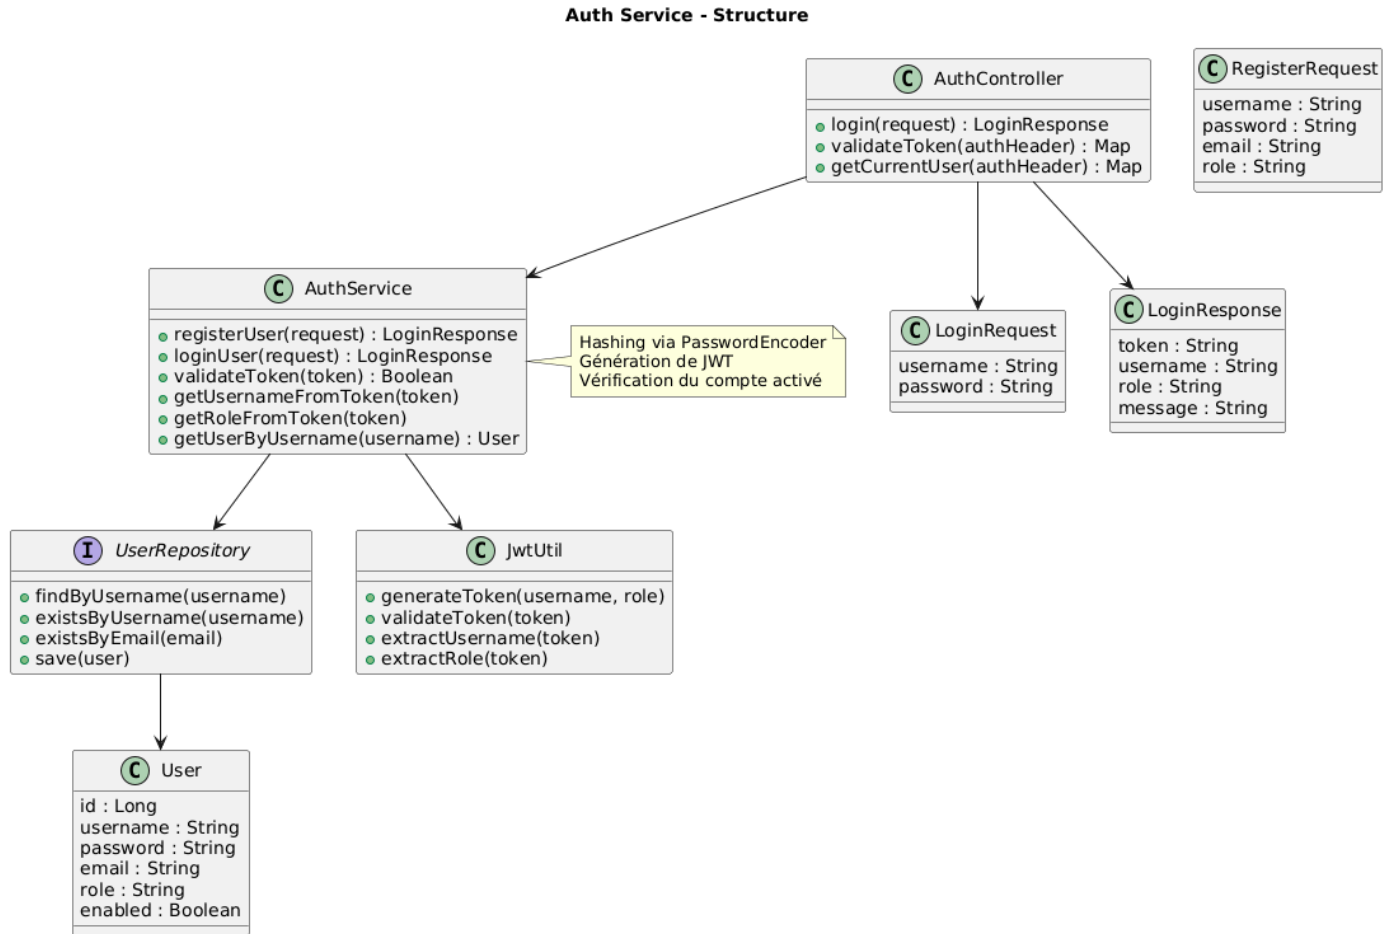 Auth Service - Structure
C AuthController
login(request) : LoginResponse
validateToken(authHeader) : Map
getCurrentUser(authHeader) : Map
C RegisterRequest
username : String
password : String
email : String
role : String
C AuthService
registerUser(request) : LoginResponse
loginUser(request) : LoginResponse
validateToken(token) : Boolean
getUsernameFromToken(token)
getRoleFromToken(token)
getUserByUsername(username) : User
Hashing via PasswordEncoder
Génération de JWT
Vérification du compte activé
C LoginRequest
username : String
password : String
C LoginResponse
token : String
username : String
role : String
message : String
I UserRepository
findByUsername(username)
existsByUsername(username)
existsByEmail(email)
save(user)
C JwtUtil
generateToken(username, role)
validateToken(token)
extractUsername(token)
extractRole(token)
C User
id : Long
username : String
password : String
email : String
role : String
enabled : Boolean